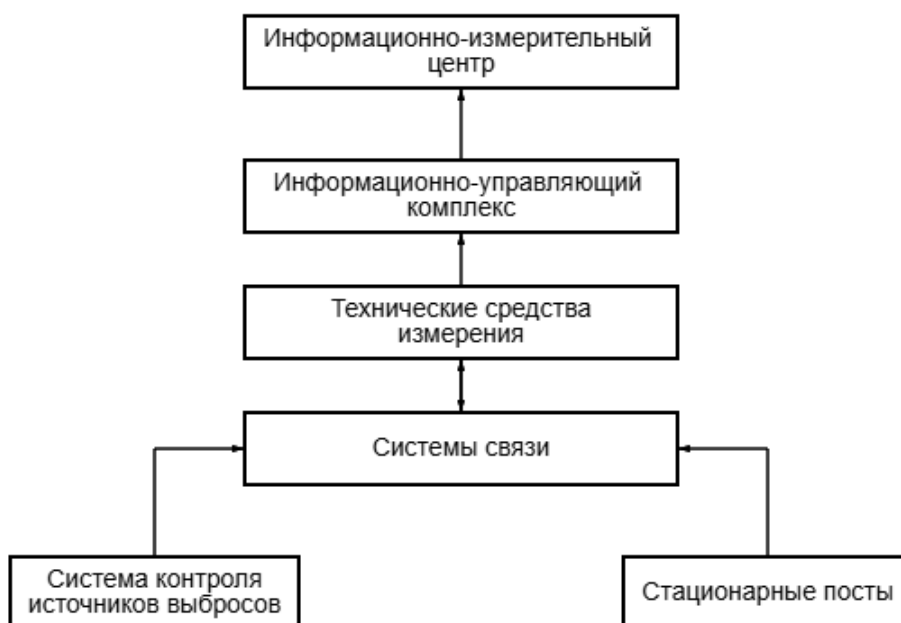 Информационно-измерительный
центр
Информационно-управляющий
комплекс
Технические средства
измерения
Системы связи
Система контроля
источников выбросов
Стационарные посты